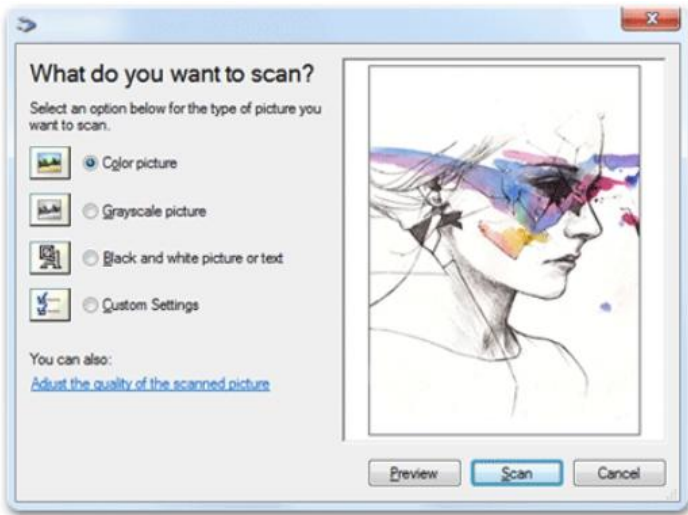 What do you want to scan?
Select an option below for the type of picture you
want to scan.
Color picture
Grayscale picture
Black and white picture or text
Custom Settings
You can also:
Adjust the quality of the scanned picture
Preview
Scan
Cancel